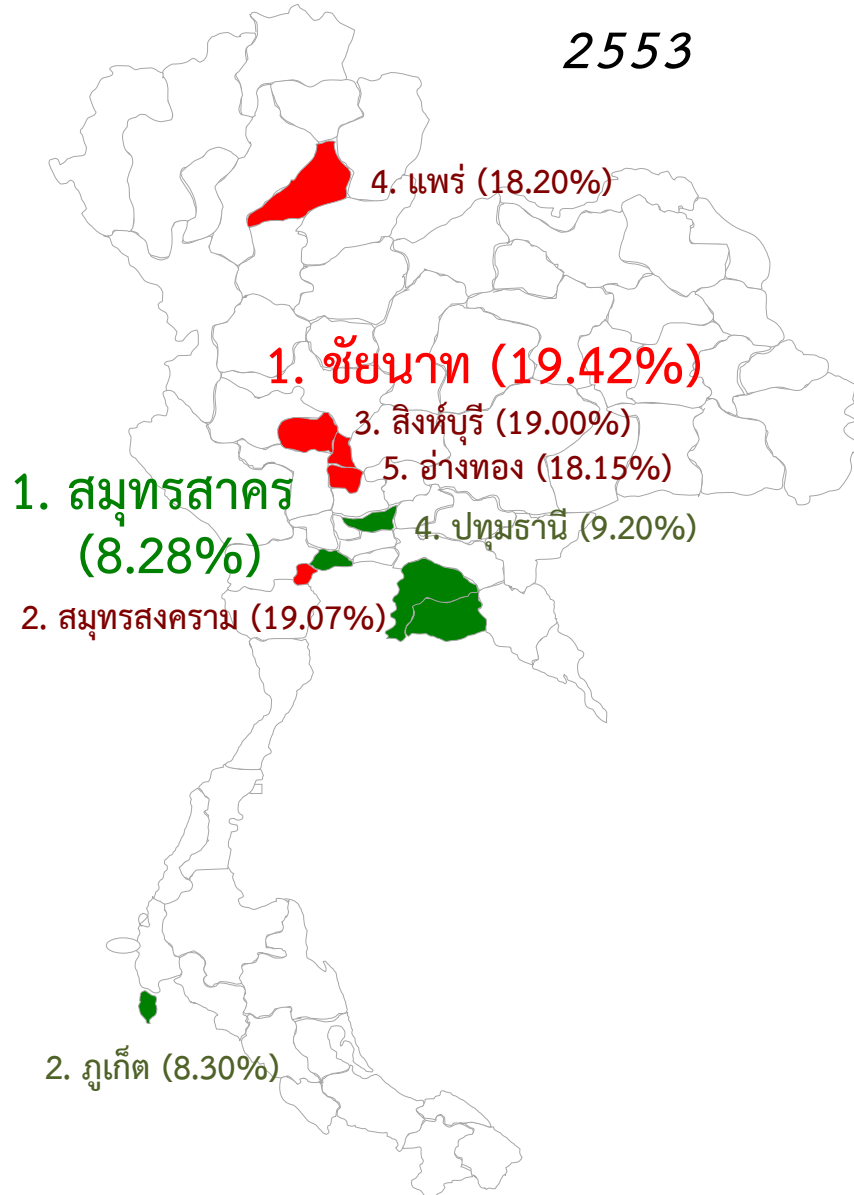 2553
4. แพร่ (18.20%)
1. ชัยนาท (19.42%)
3. สิงห์บุรี (19.00%)
5. อ่างทอง (18.15%)
1. สมุทรสาคร
(8.28%)
4. ปทุมธานี (9.20%)
2. สมุทรสงคราม (19.07%)
2. ภูเก็ต (8.30%)